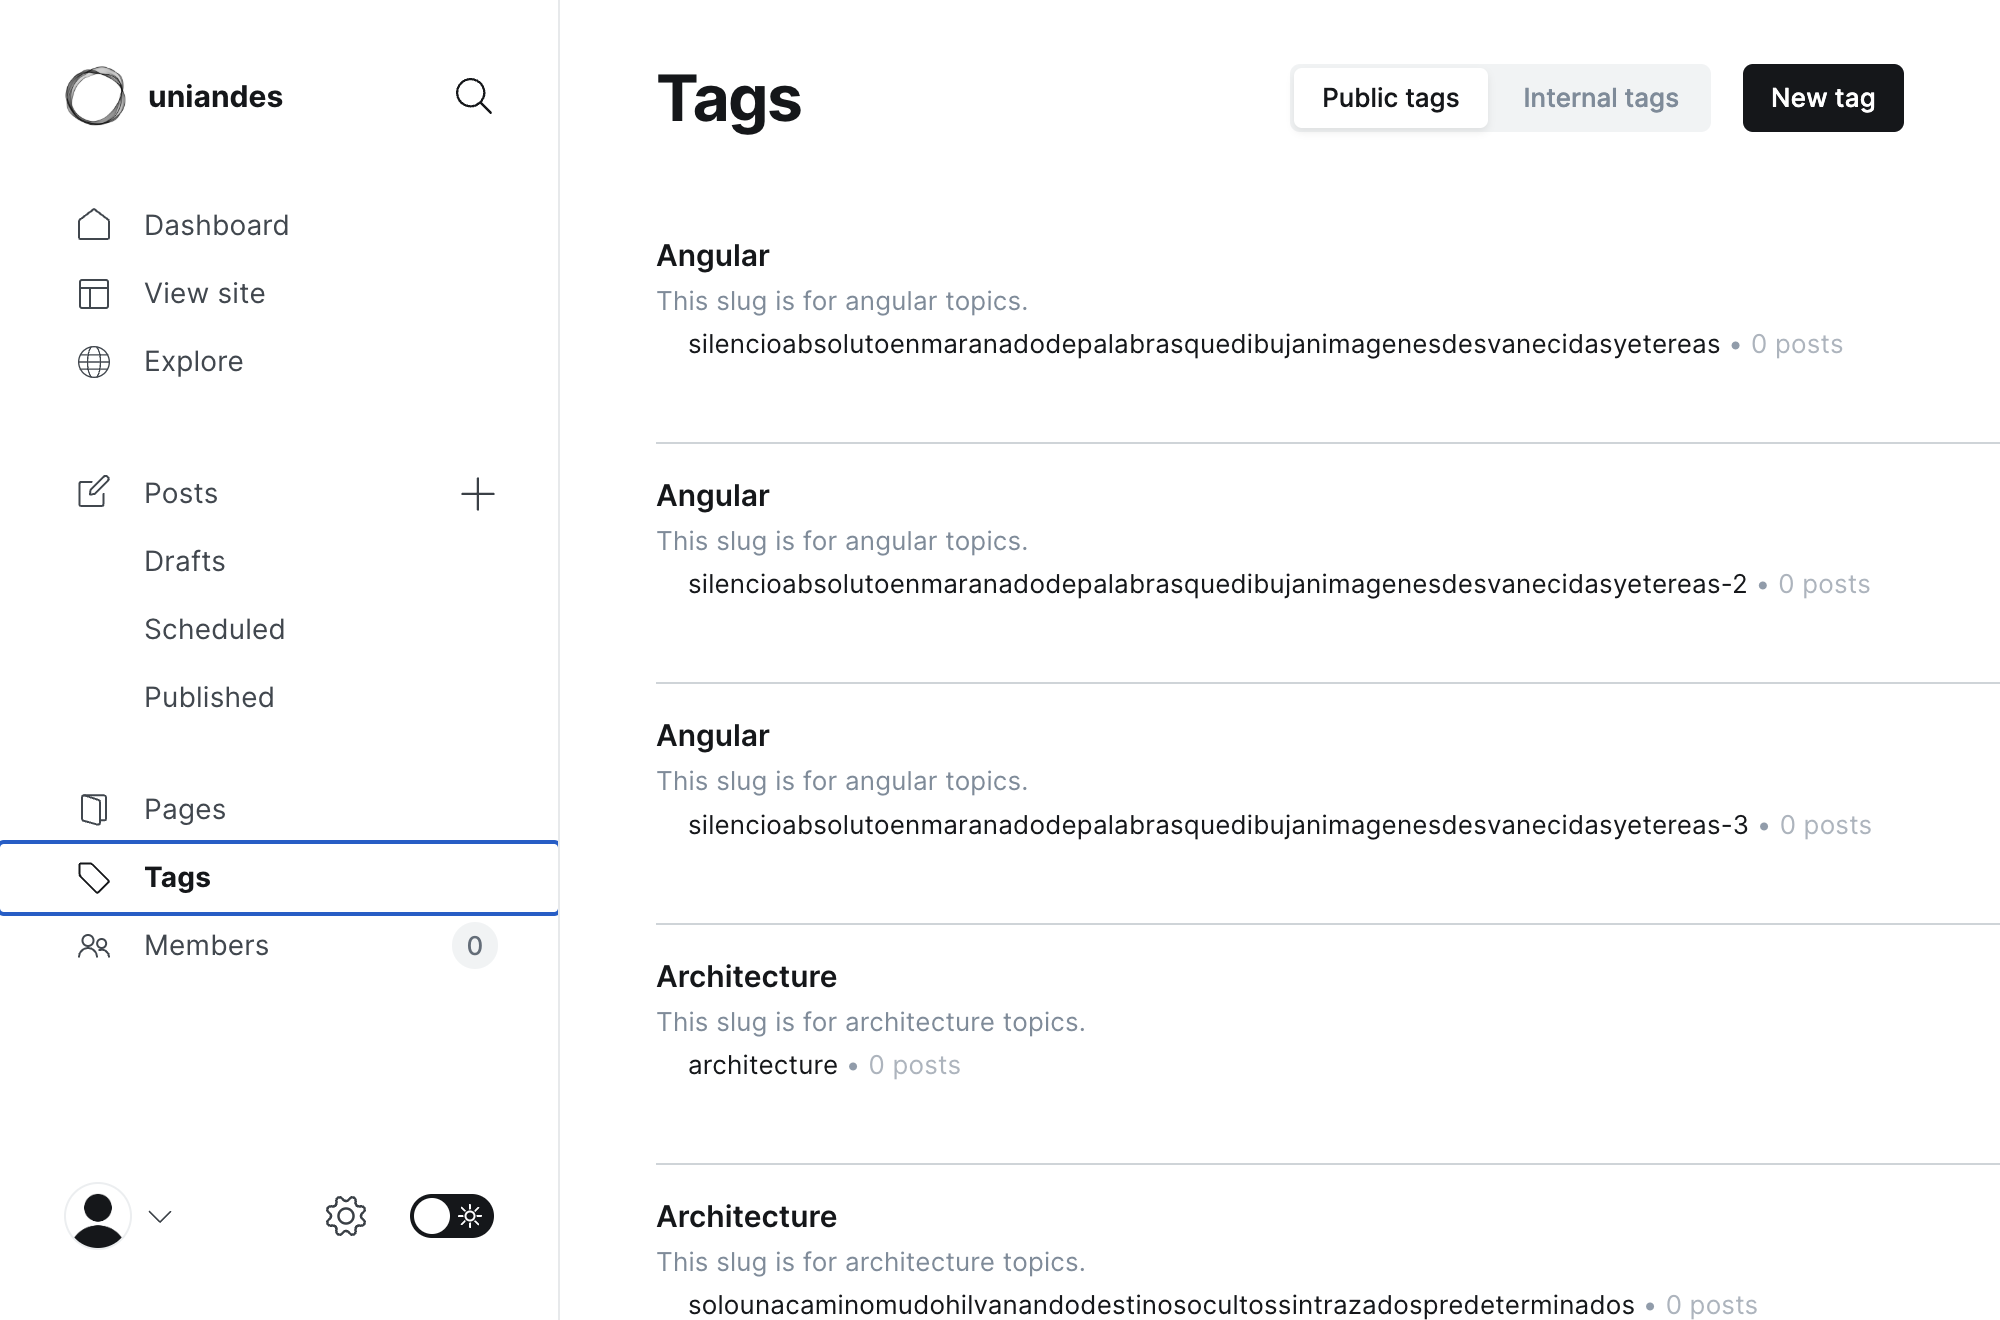 uniandes
Dashboard
View site
Explore
Posts
Drafts
Scheduled
Published
Pages
Tags
Members 0
Tags
Public tags Internal tags New tag
Angular
This slug is for angular topics.
silencioabsolutoenmaranadodepalabrasquedibujanimagenesdesvanecidasyetereas • 0 posts
Angular
This slug is for angular topics.
silencioabsolutoenmaranadodepalabrasquedibujanimagenesdesvanecidasyetereas-2 • 0 posts
Angular
This slug is for angular topics.
silencioabsolutoenmaranadodepalabrasquedibujanimagenesdesvanecidasyetereas-3 • 0 posts
Architecture
This slug is for architecture topics.
architecture • 0 posts
Architecture
This slug is for architecture topics.
solounacaminomudohilvanandodestinosocultossintrazadospredeterminados • 0 posts